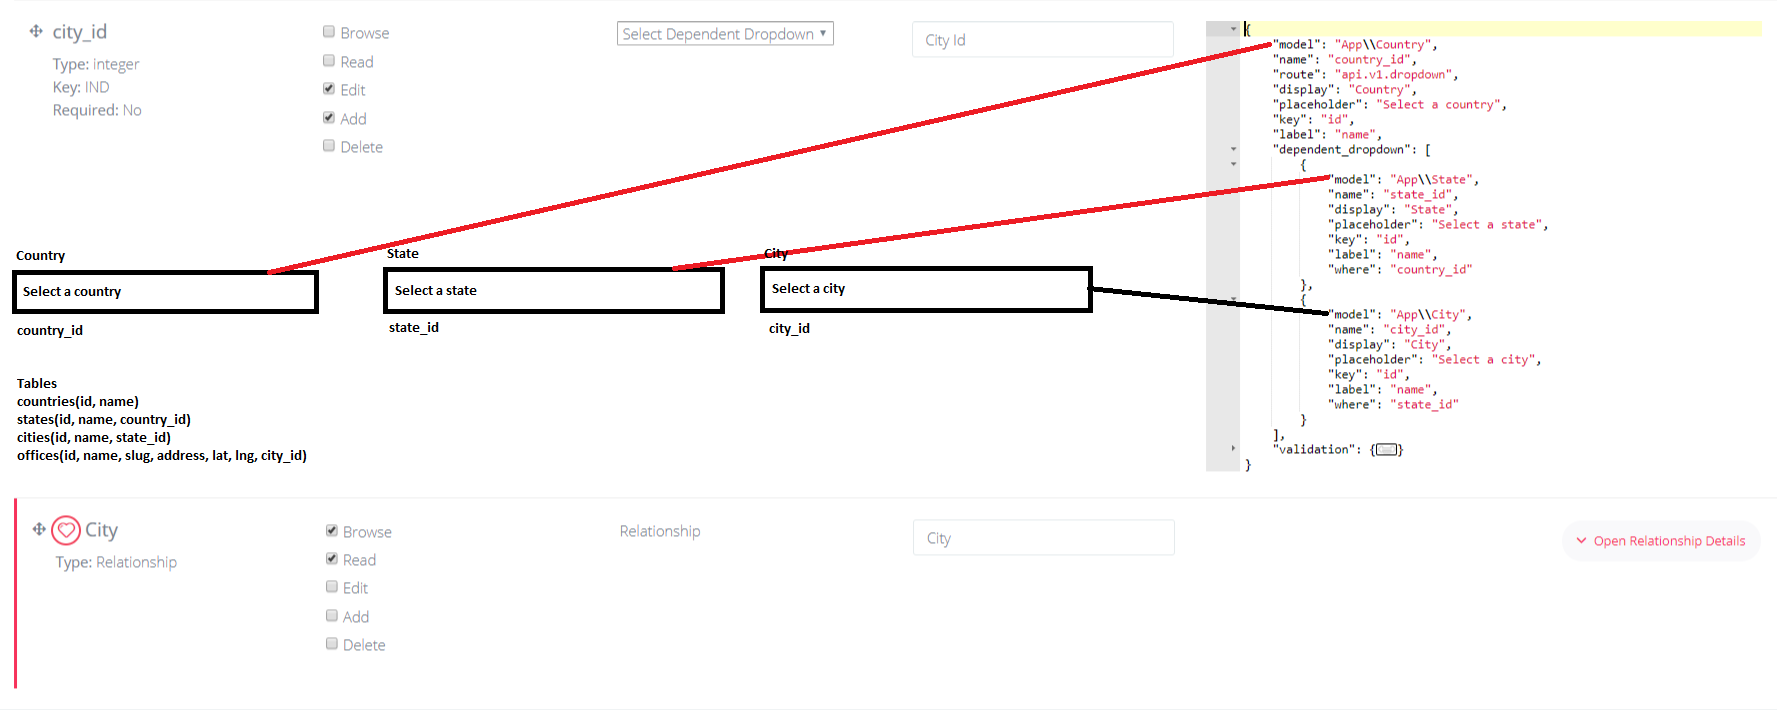 city_id
Type: integer
Key: IND
Required: No
Browse
Read
Edit
Add
Delete
Select Dependent Dropdown
City Id
{
"model": "App\\Country",
"name": "country_id",
"route": "api.v1.dropdown",
"display": "Country",
"placeholder": "Select a country",
"key": "id",
"label": "name",
"dependent_dropdown": [
{
"model": "App\\State",
"name": "state_id",
"display": "State",
"placeholder": "Select a state",
"key": "id",
"label": "name",
"where": "country_id"
},
{
"model": "App\\City",
"name": "city_id",
"display": "City",
"placeholder": "Select a city",
"key": "id",
"label": "name",
"where": "state_id"
}
],
"validation": {}
}
Country
Select a country
country_id
State
Select a state
state_id
City
Select a city
city_id
Tables
countries(id, name)
states(id, name, country_id)
cities(id, name, state_id)
offices(id, name, slug, address, lat, lng, city_id)
City
Type: Relationship
Browse
Read
Edit
Add
Delete
Relationship
City
Open Relationship Details